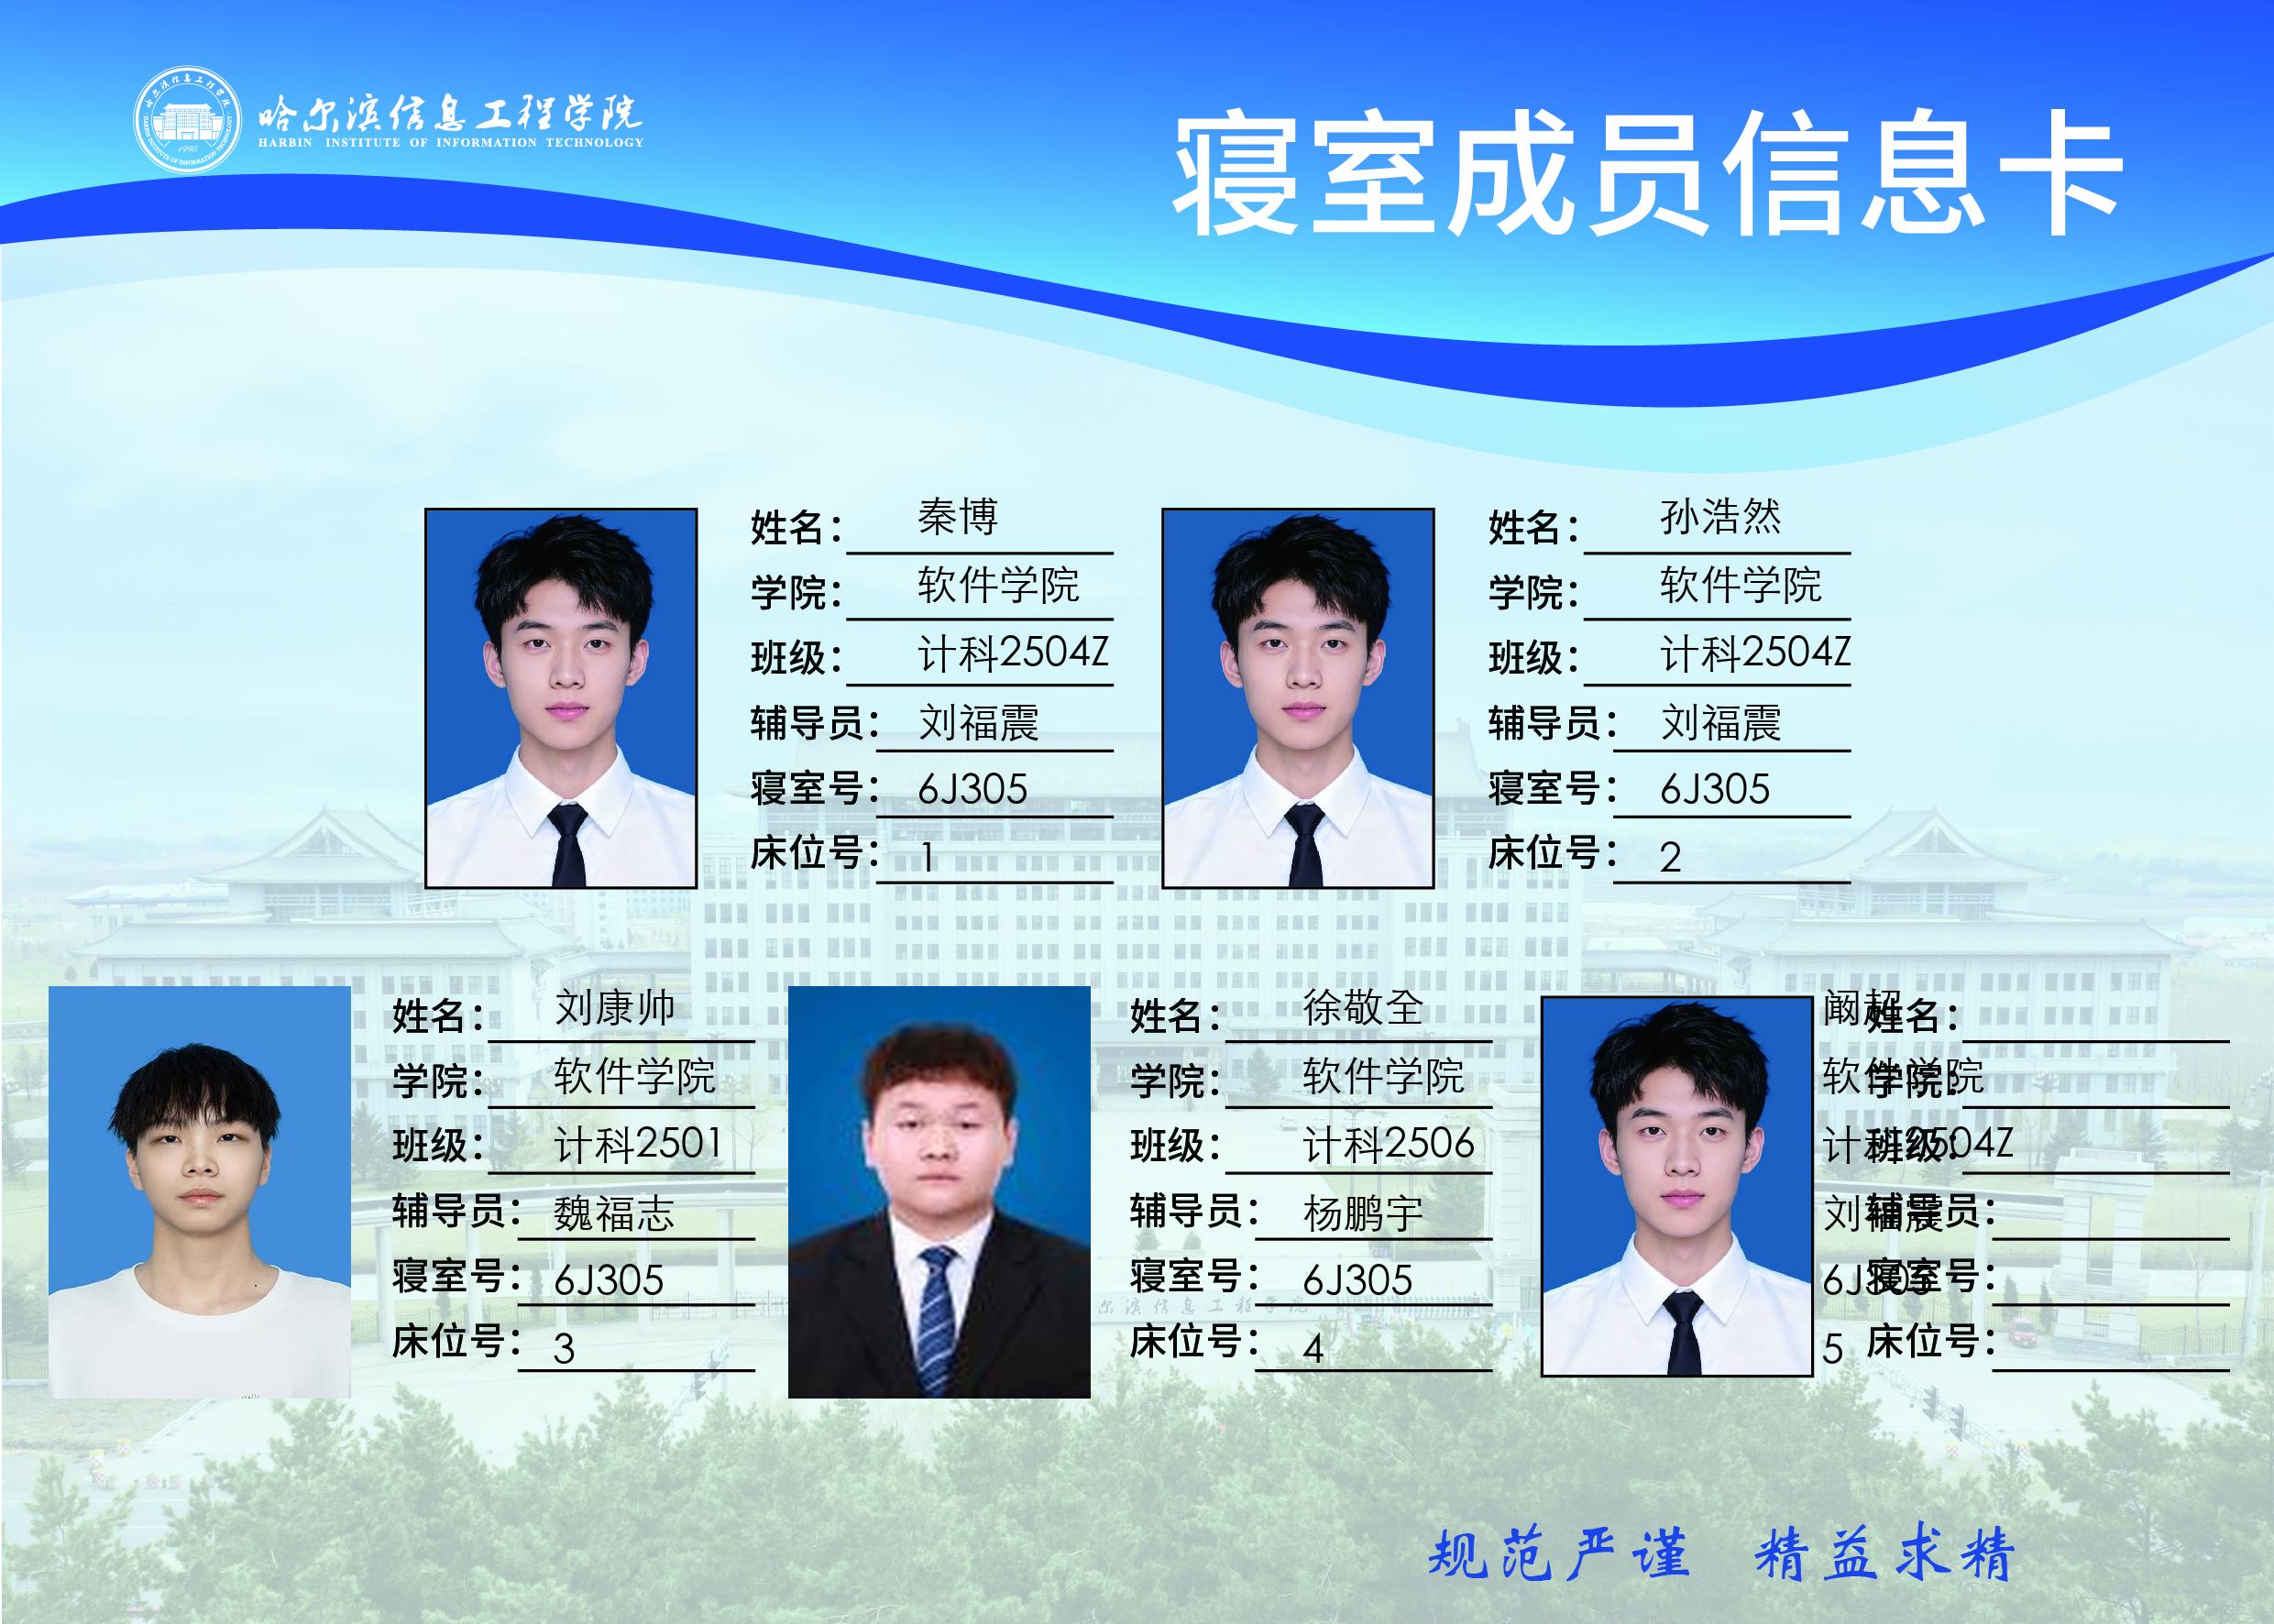 哈尔滨信息工程学院
HARBIN INSTITUTE OF INFORMATION TECHNOLOGY
1995
寝室成员信息卡
姓名： 秦博
学院： 软件学院
班级： 计科2504Z
辅导员： 刘福震
寝室号： 6J305
床位号： 1
姓名： 孙浩然
学院： 软件学院
班级： 计科2504Z
辅导员： 刘福震
寝室号： 6J305
床位号： 2
姓名： 刘康帅
学院： 软件学院
班级： 计科2501
辅导员： 魏福志
寝室号： 6J305
床位号： 3
姓名： 徐敬全
学院： 软件学院
班级： 计科2506
辅导员： 杨鹏宇
寝室号： 6J305
床位号： 4
姓名： 阚超
学院： 软件学院
班级： 计科2504Z
辅导员： 刘福震
寝室号： 6J305
床位号： 5
规范严谨 精益求精